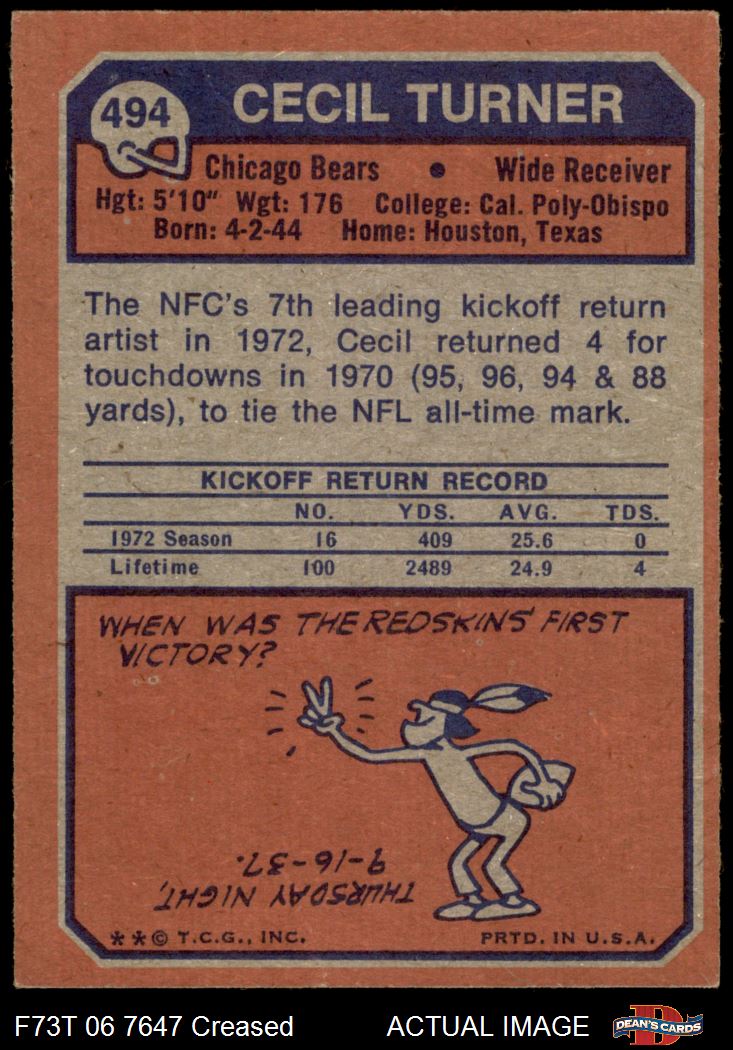 494
CECIL TURNER
Chicago Bears • Wide Receiver
Hgt: 5'10" Wgt: 176 College: Cal. Poly-Obispo
Born: 4-2-44 Home: Houston, Texas
The NFC's 7th leading kickoff return
artist in 1972, Cecil returned 4 for
touchdowns in 1970 (95, 96, 94 & 88
yards), to tie the NFL all-time mark.
KICKOFF RETURN RECORD
NO. YDS. AVG. TDS.
1972 Season 16 409 25.6 0
Lifetime 100 2489 24.9 4
WHEN WAS THE REDSKINS' FIRST
VICTORY?
THURSDAY NIGHT,
9-16-37.
**© T.C.G., INC. PRTD. IN U.S.A.
F73T 06 7647 Creased ACTUAL IMAGE
D
DEAN'S CARDS